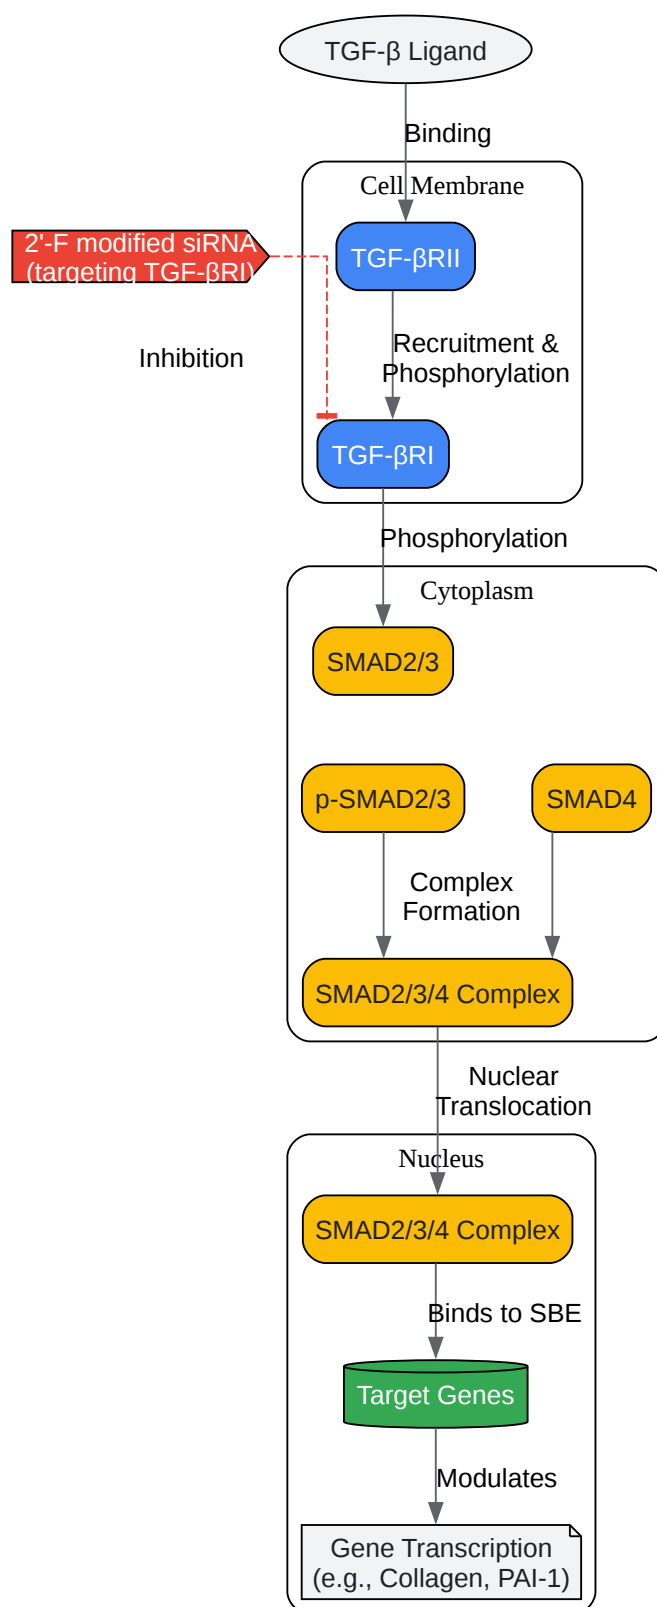 TGF-β Ligand
Binding
Cell Membrane
2'-F modified siRNA
(targeting TGF-βRI)
TGF-βRII
Inhibition
Recruitment &
Phosphorylation
TGF-βRI
Phosphorylation
Cytoplasm
SMAD2/3
p-SMAD2/3
SMAD4
Complex
Formation
SMAD2/3/4 Complex
Nuclear
Translocation
Nucleus
SMAD2/3/4 Complex
Binds to SBE
Target Genes
Modulates
Gene Transcription
(e.g., Collagen, PAI-1)